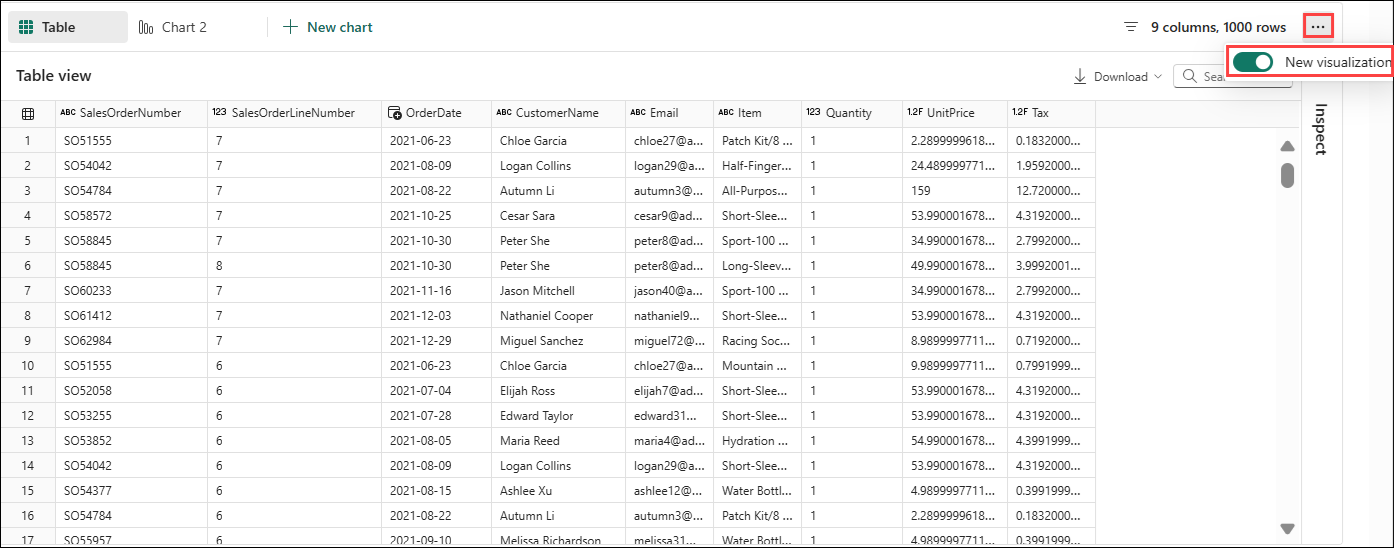 Table Chart 2 New chart 9 columns, 1000 rows ...
New visualization
Table view Download Sea
ABC SalesOrderNumber 123 SalesOrderLineNumber OrderDate ABC CustomerName ABC Email ABC Item 123 Quantity 1.2F UnitPrice 1.2F Tax
Inspect
1 SO51555 7 2021-06-23 Chloe Garcia chloe27@a... Patch Kit/8 ... 1 2.2899999618... 0.1832000...
2 SO54042 7 2021-08-09 Logan Collins logan29@a... Half-Finger... 1 24.489999771... 1.9592000...
3 SO54784 7 2021-08-22 Autumn Li autumn3@... All-Purpos... 1 159 12.720000...
4 SO58572 7 2021-10-25 Cesar Sara cesar9@ad... Short-Slee... 1 53.990001678... 4.3192000...
5 SO58845 7 2021-10-30 Peter She peter8@ad... Sport-100 ... 1 34.990001678... 2.7992000...
6 SO58845 8 2021-10-30 Peter She peter8@ad... Long-Sleev... 1 49.990001678... 3.9992001...
7 SO60233 7 2021-11-16 Jason Mitchell jason40@a... Sport-100 ... 1 34.990001678... 2.7992000...
8 SO61412 7 2021-12-03 Nathaniel Cooper nathaniel9... Short-Slee... 1 53.990001678... 4.3192000...
9 SO62984 7 2021-12-29 Miguel Sanchez miguel72@... Racing Soc... 1 8.9899997711... 0.7192000...
10 SO51555 6 2021-06-23 Chloe Garcia chloe27@a... Mountain ... 1 9.9899997711... 0.7991999...
11 SO52058 6 2021-07-04 Elijah Ross elijah7@ad... Short-Slee... 1 53.990001678... 4.3192000...
12 SO53255 6 2021-07-28 Edward Taylor edward31... Short-Slee... 1 53.990001678... 4.3192000...
13 SO53852 6 2021-08-05 Maria Reed maria4@ad... Hydration ... 1 54.990001678... 4.3991999...
14 SO54042 6 2021-08-09 Logan Collins logan29@a... Short-Slee... 1 53.990001678... 4.3192000...
15 SO54377 6 2021-08-15 Ashlee Xu ashlee12@... Water Bottl... 1 4.9899997711... 0.3991999...
16 SO54784 6 2021-08-22 Autumn Li autumn3@... Patch Kit/8 ... 1 2.2899999618... 0.1832000...
17 SO55957 6 2021-09-10 Melissa Richardson melissa31... Water Bottl... 1 4.9899997711... 0.3991999...